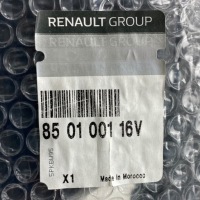 RENAULT GROUP
85 01 001 16V
X1
Made in Morocco